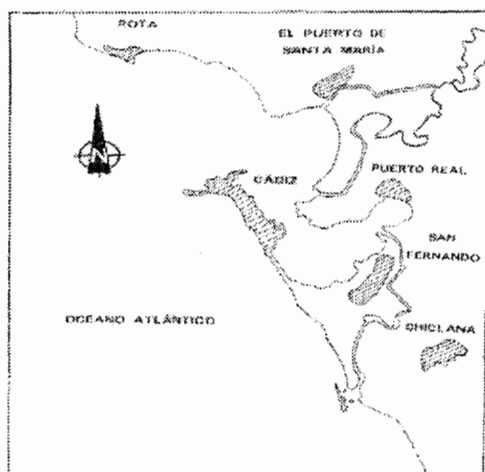 ROTA
EL PUERTO DE
SANTA MARÍA
N
CÁDIZ
PUERTO REAL
SAN
FERNANDO
OCEANO ATLÁNTICO
CHICLANA